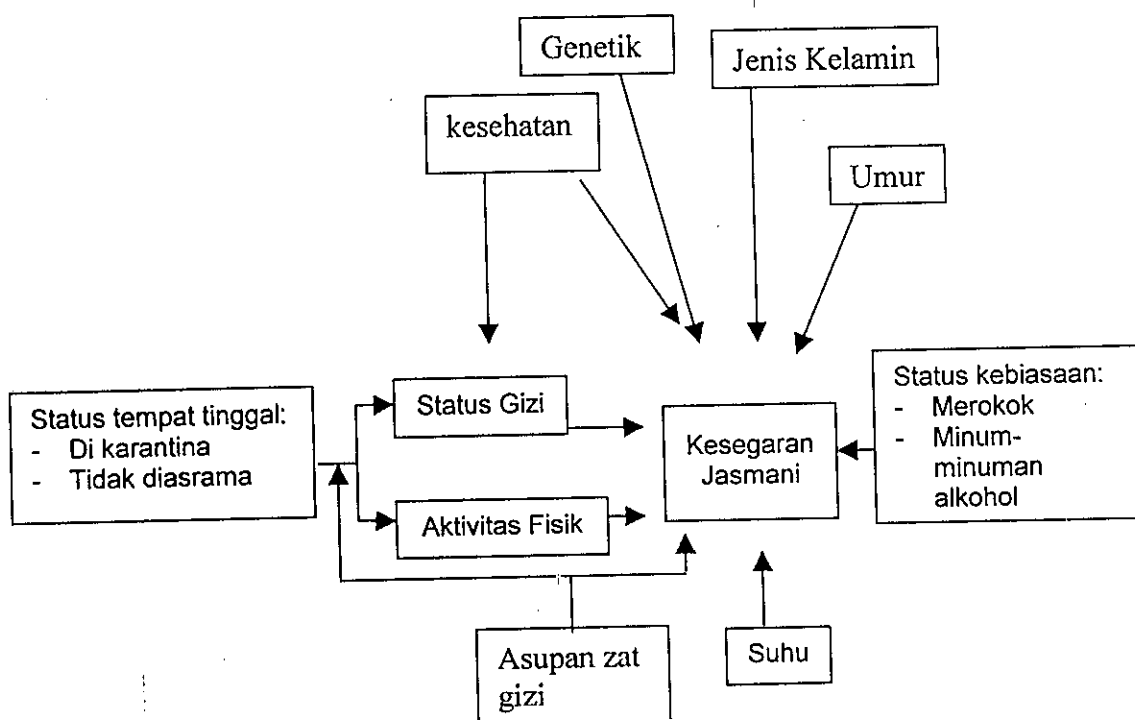 Genetik
Jenis Kelamin
kesehatan
Umur
Status tempat tinggal:
- Di karantina
- Tidak diasrama
Status Gizi
Aktivitas Fisik
Kesegaran
Jasmani
Status kebiasaan:
- Merokok
- Minum-
minuman
alkohol
Asupan zat
gizi
Suhu